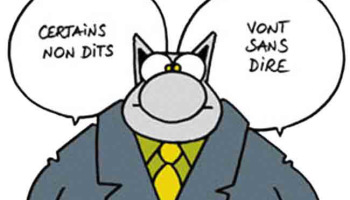 CERTAINS
NON DITS
VONT
SANS
DIRE